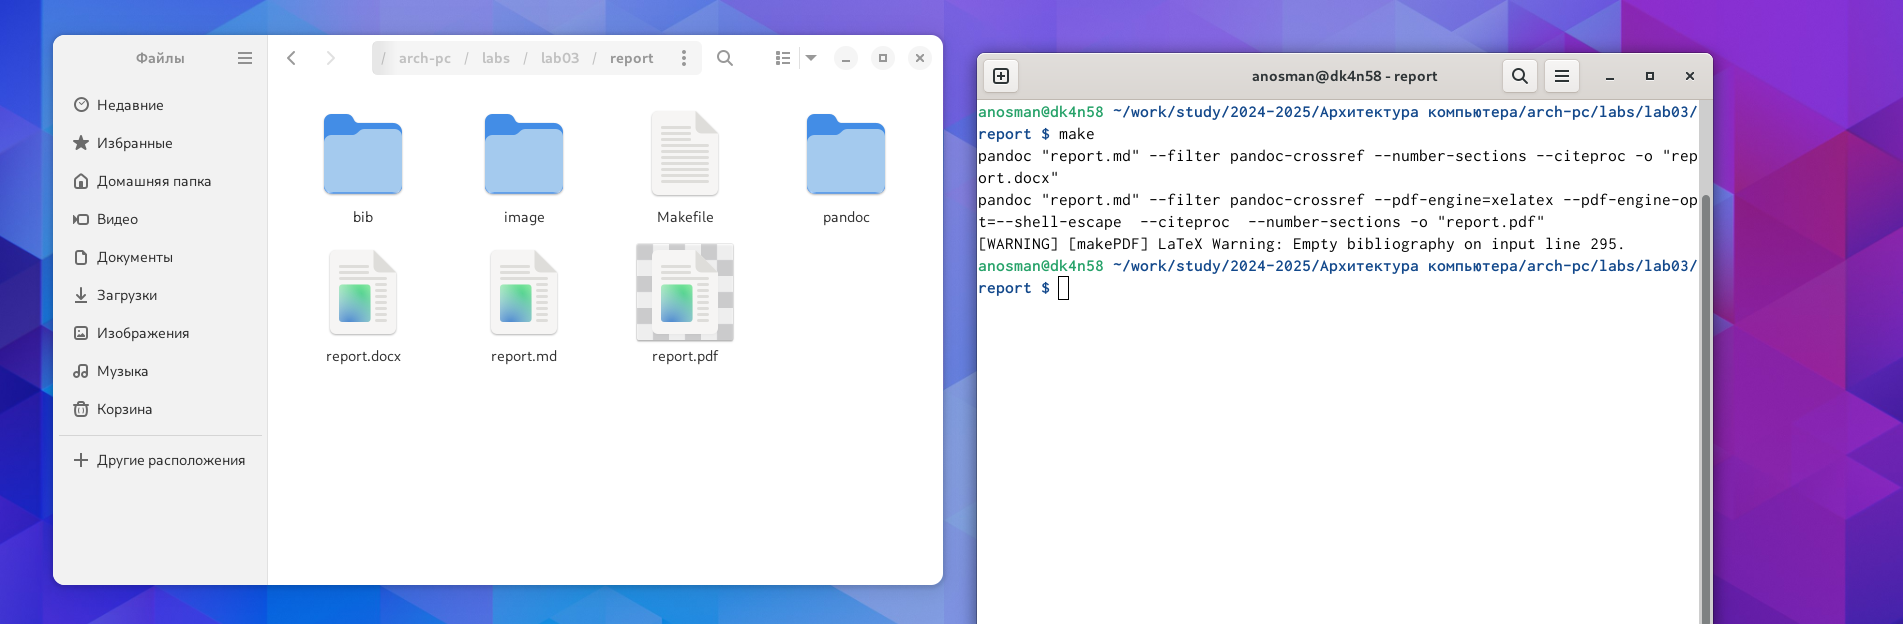 Файлы
/ arch-pc / labs / lab03 / report
Недавние
Избранные
Домашняя папка
Видео
Документы
Загрузки
Изображения
Музыка
Корзина
Другие расположения
bib image Makefile pandoc
report.docx report.md report.pdf
anosman@dk4n58 - report
anosman@dk4n58 ~/work/study/2024-2025/Архитектура компьютера/arch-pc/labs/lab03/
report $ make
pandoc "report.md" --filter pandoc-crossref --number-sections --citeproc -o "rep
ort.docx"
pandoc "report.md" --filter pandoc-crossref --pdf-engine=xelatex --pdf-engine-op
t=--shell-escape  --citeproc  --number-sections -o "report.pdf"
[WARNING] [makePDF] LaTeX Warning: Empty bibliography on input line 295.
anosman@dk4n58 ~/work/study/2024-2025/Архитектура компьютера/arch-pc/labs/lab03/
report $